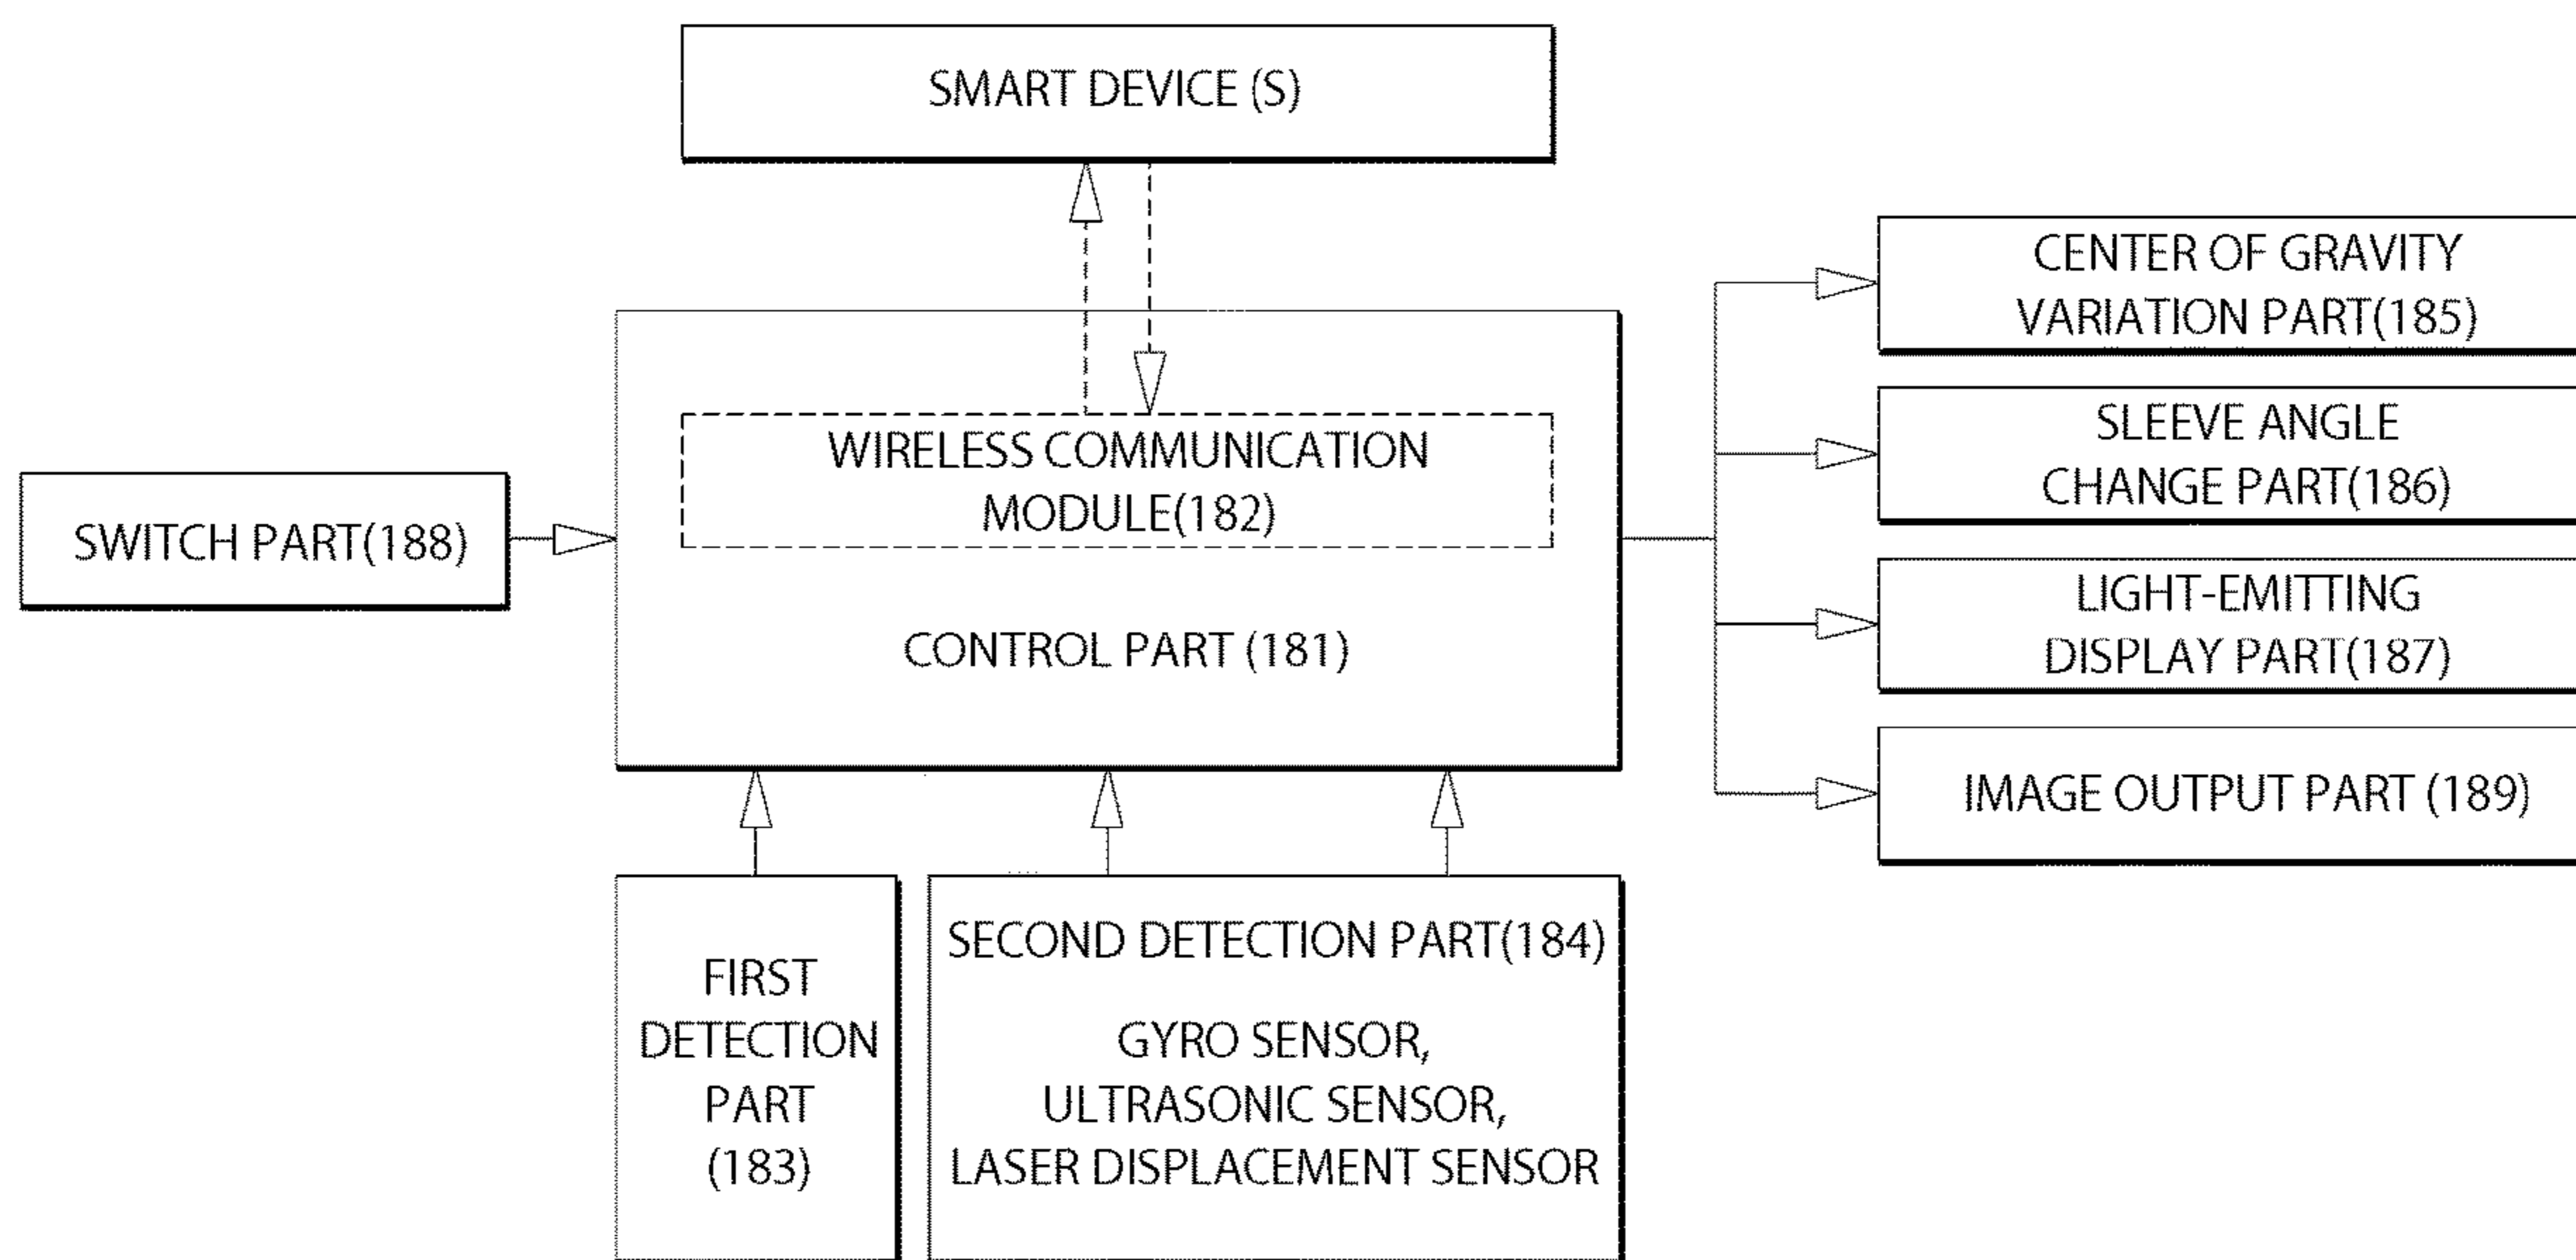 SMART DEVICE (S)
CENTER OF GRAVITY
VARIATION PART(185)
SLEEVE ANGLE
CHANGE PART(186)
WIRELESS COMMUNICATION
MODULE(182)
SWITCH PART(188)
CONTROL PART (181)
LIGHT-EMITTING
DISPLAY PART(187)
IMAGE OUTPUT PART (189)
FIRST
DETECTION
PART
(183)
SECOND DETECTION PART(184)
GYRO SENSOR,
ULTRASONIC SENSOR,
LASER DISPLACEMENT SENSOR